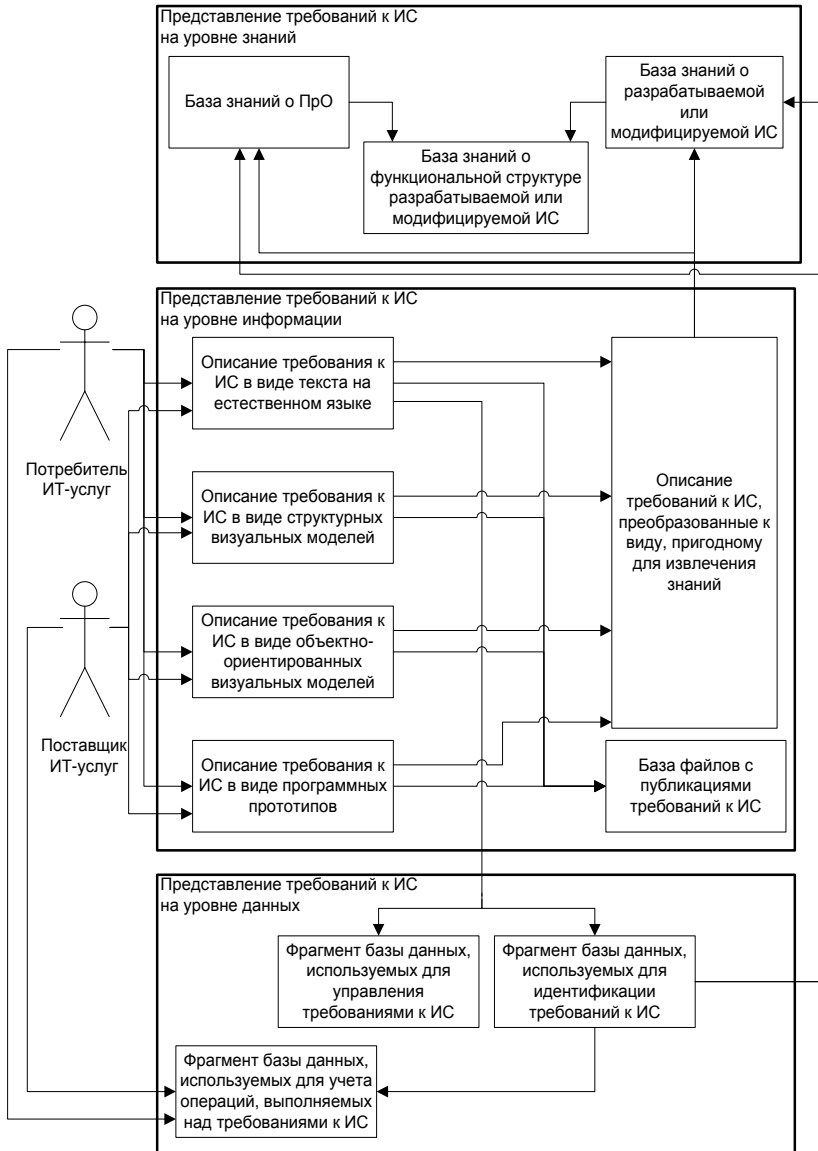 Представление требований к ИС
на уровне знаний
База знаний о ПрО
База знаний о
разрабатываемой
или
модифицируемой ИС
База знаний о
функциональной структуре
разрабатываемой или
модифицируемой ИС
Представление требований к ИС
на уровне информации
Потребитель
ИТ-услуг
Поставщик
ИТ-услуг
Описание требования к
ИС в виде текста на
естественном языке
Описание требования к
ИС в виде структурных
визуальных моделей
Описание требования к
ИС в виде объектно-
ориентированных
визуальных моделей
Описание требования к
ИС в виде программных
прототипов
Описание
требований к ИС,
преобразованные к
виду, пригодному
для извлечения
знаний
База файлов с
публикациями
требований к ИС
Представление требований к ИС
на уровне данных
Фрагмент базы данных,
используемых для
управления
требованиями к ИС
Фрагмент базы данных,
используемых для
идентификации
требований к ИС
Фрагмент базы данных,
используемых для учета
операций, выполняемых
над требованиями к ИС